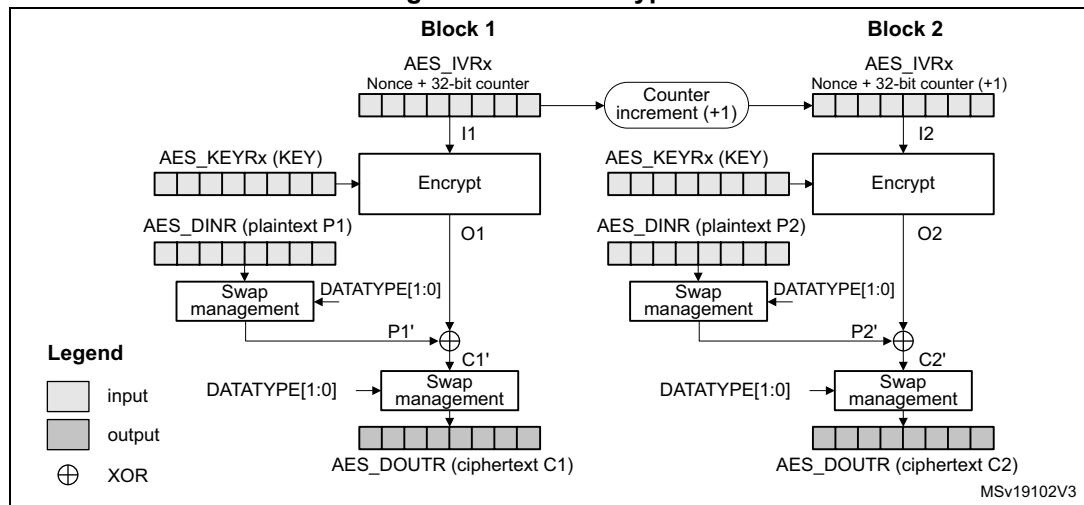 Block 1
Block 2
AES_IVRx
Nonce + 32-bit counter
Counter
increment (+1)
AES_IVRx
Nonce + 32-bit counter (+1)
I1
I2
AES_KEYRx (KEY)
Encrypt
AES_KEYRx (KEY)
Encrypt
AES_DINR (plaintext P1)
O1
AES_DINR (plaintext P2)
O2
Swap
management
DATATYPE[1:0]
Swap
management
DATATYPE[1:0]
P1'
P2'
C1'
C2'
Legend
input
output
XOR
DATATYPE[1:0]
Swap
management
DATATYPE[1:0]
Swap
management
AES_DOUTR (ciphertext C1)
AES_DOUTR (ciphertext C2)
MSv19102V3